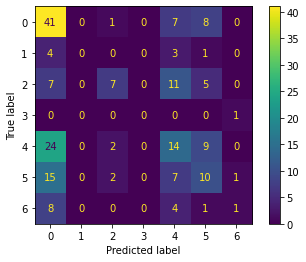 0 41 0 1 0 7 8 0
1 4 0 0 0 3 1 0
2 7 0 7 0 11 5 0
3 0 0 0 0 0 0 1
4 24 0 2 0 14 9 0
5 15 0 2 0 7 10 1
6 8 0 0 0 4 1 1
0 1 2 3 4 5 6
Predicted label
True label
40
35
30
25
20
15
10
5
0